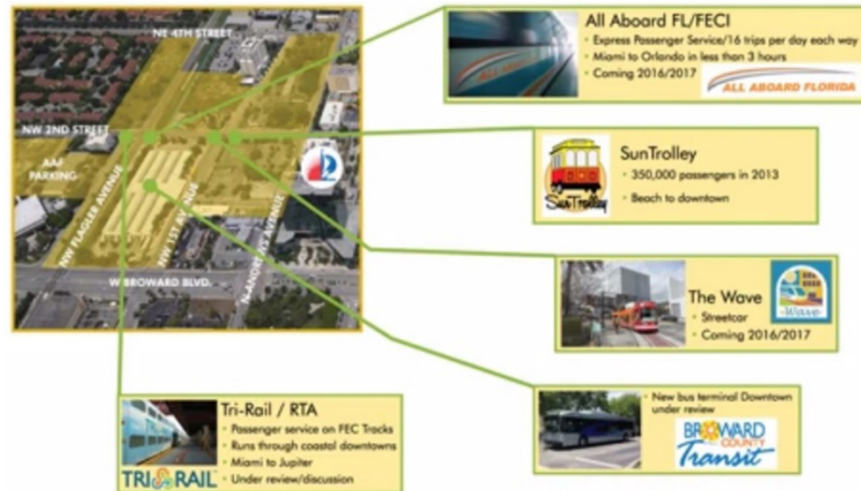 NE 4TH STREET
NW 2ND STREET
AAF
PARKING
NW FLAGLER AVENUE
NW 1ST AVENUE
N ANDREWS AVENUE
W BROWARD BLVD.
All Aboard FL/FECI
• Express Passenger Service/16 trips per day each way
• Miami to Orlando in less than 3 hours
• Coming 2016/2017
ALL ABOARD FLORIDA
SunTrolley
• 350,000 passengers in 2013
• Beach to downtown
Sun Trolley
The Wave
• Streetcar
• Coming 2016/2017
Wave
• New bus terminal Downtown
under review
BROWARD
COUNTY
Transit
Tri-Rail / RTA
• Passenger service on FEC Tracks
• Runs through coastal downtowns
• Miami to Jupiter
• Under review/discussion
TRI RAIL